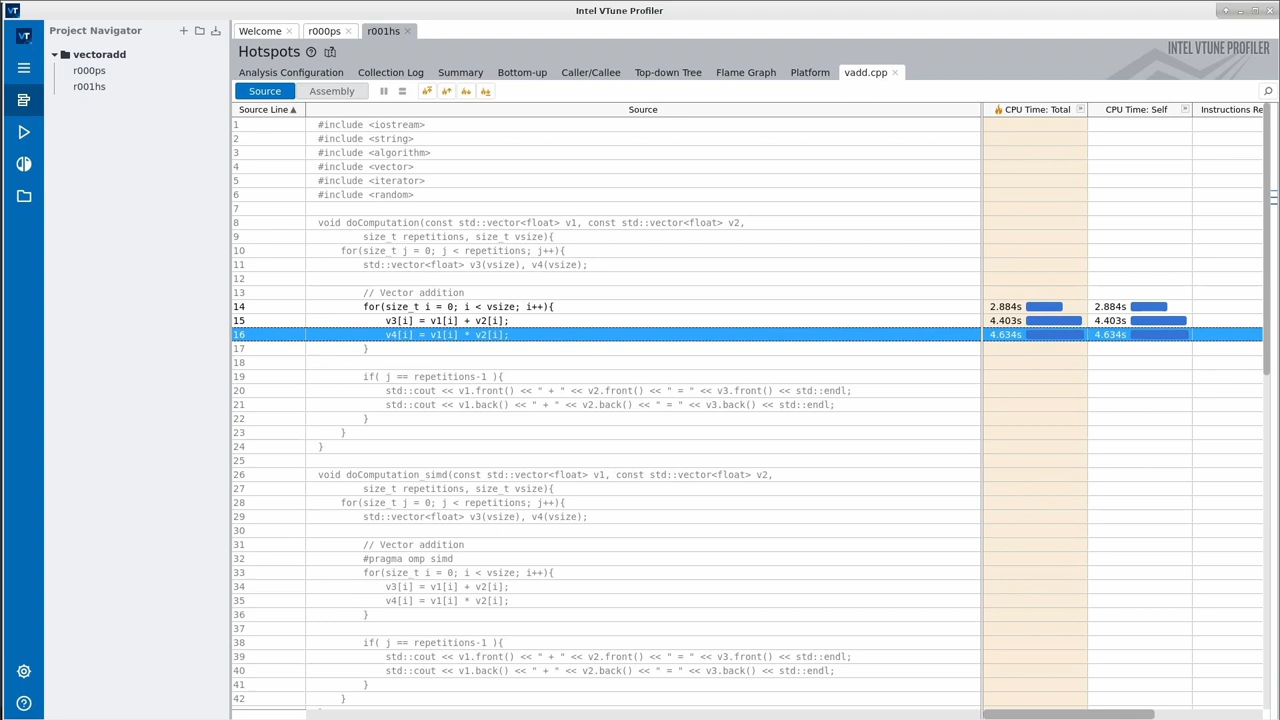 Intel VTune Profiler
VT
Project Navigator
vectoradd
r000ps
r001hs
Welcome r000ps r001hs
Hotspots
INTEL VTUNE PROFILER
Analysis Configuration Collection Log Summary Bottom-up Caller/Callee Top-down Tree Flame Graph Platform vadd.cpp
Source Assembly
Source Line Source CPU Time: Total CPU Time: Self Instructions Re
1 #include <iostream>
2 #include <string>
3 #include <algorithm>
4 #include <vector>
5 #include <iterator>
6 #include <random>
7
8 void doComputation(const std::vector<float> v1, const std::vector<float> v2,
9 size_t repetitions, size_t vsize){
10 for(size_t j = 0; j < repetitions; j++){
11 std::vector<float> v3(vsize), v4(vsize);
12
13 // Vector addition
14 for(size_t i = 0; i < vsize; i++){ 2.884s 2.884s
15 v3[i] = v1[i] + v2[i]; 4.403s 4.403s
16 v4[i] = v1[i] * v2[i]; 4.634s 4.634s
17 }
18
19 if( j == repetitions-1 ){
20 std::cout << v1.front() << " + " << v2.front() << " = " << v3.front() << std::endl;
21 std::cout << v1.back() << " + " << v2.back() << " = " << v3.back() << std::endl;
22 }
23 }
24 }
25
26 void doComputation_simd(const std::vector<float> v1, const std::vector<float> v2,
27 size_t repetitions, size_t vsize){
28 for(size_t j = 0; j < repetitions; j++){
29 std::vector<float> v3(vsize), v4(vsize);
30
31 // Vector addition
32 #pragma omp simd
33 for(size_t i = 0; i < vsize; i++){
34 v3[i] = v1[i] + v2[i];
35 v4[i] = v1[i] * v2[i];
36 }
37
38 if( j == repetitions-1 ){
39 std::cout << v1.front() << " + " << v2.front() << " = " << v3.front() << std::endl;
40 std::cout << v1.back() << " + " << v2.back() << " = " << v3.back() << std::endl;
41 }
42 }